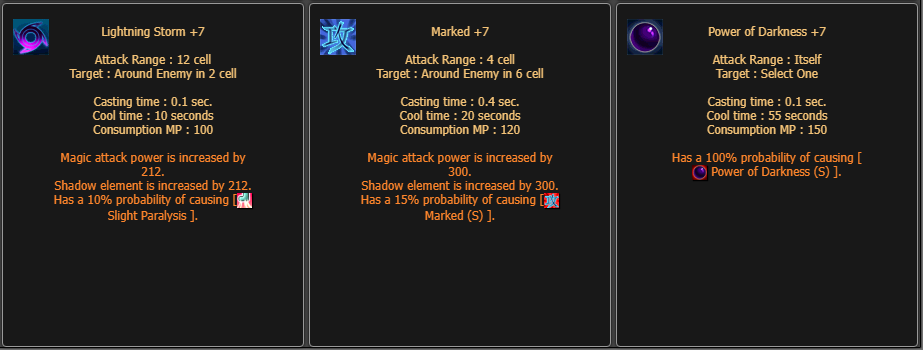 Lightning Storm +7
Attack Range : 12 cell
Target : Around Enemy in 2 cell
Casting time : 0.1 sec.
Cool time : 10 seconds
Consumption MP : 100
Magic attack power is increased by
212.
Shadow element is increased by 212.
Has a 10% probability of causing [
Slight Paralysis ].
攻
Marked +7
Attack Range : 4 cell
Target : Around Enemy in 6 cell
Casting time : 0.4 sec.
Cool time : 20 seconds
Consumption MP : 120
Magic attack power is increased by
300.
Shadow element is increased by 300.
Has a 15% probability of causing [攻
Marked (S) ].
Power of Darkness +7
Attack Range : Itself
Target : Select One
Casting time : 0.1 sec.
Cool time : 55 seconds
Consumption MP : 150
Has a 100% probability of causing [
Power of Darkness (S) ].